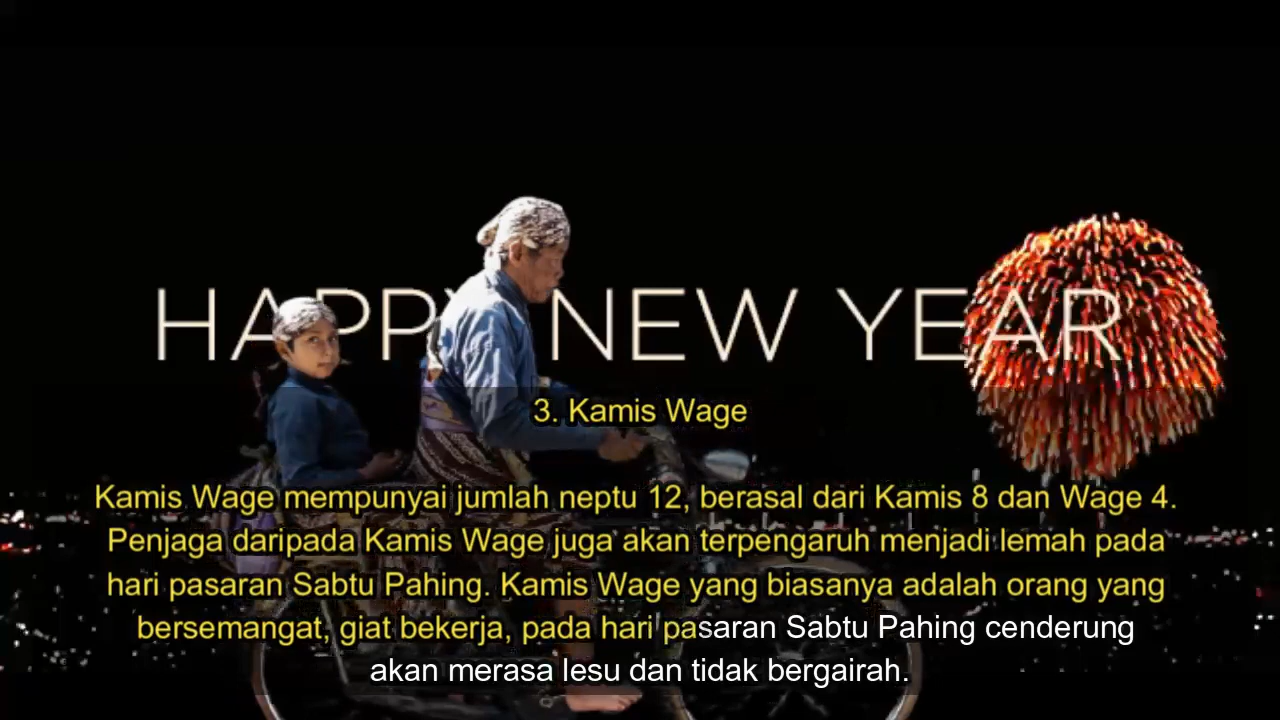 HAPPY NEW YEAR
3. Kamis Wage
Kamis Wage mempunyai jumlah neptu 12, berasal dari Kamis 8 dan Wage 4.
Penjaga daripada Kamis Wage juga akan terpengaruh menjadi lemah pada
hari pasaran Sabtu Pahing. Kamis Wage yang biasanya adalah orang yang
bersemangat, giat bekerja, pada hari pasaran Sabtu Pahing cenderung
akan merasa lesu dan tidak bergairah.